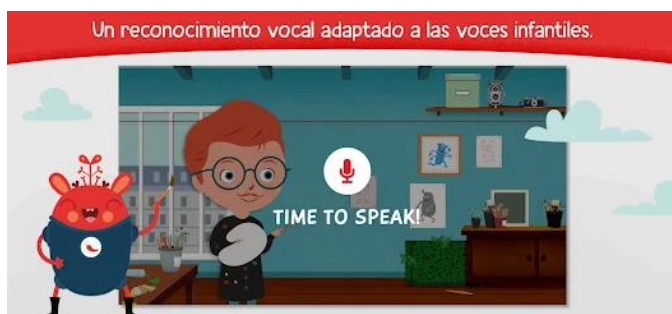 Un reconocimiento vocal adaptado a las voces infantiles.
TIME TO SPEAK!